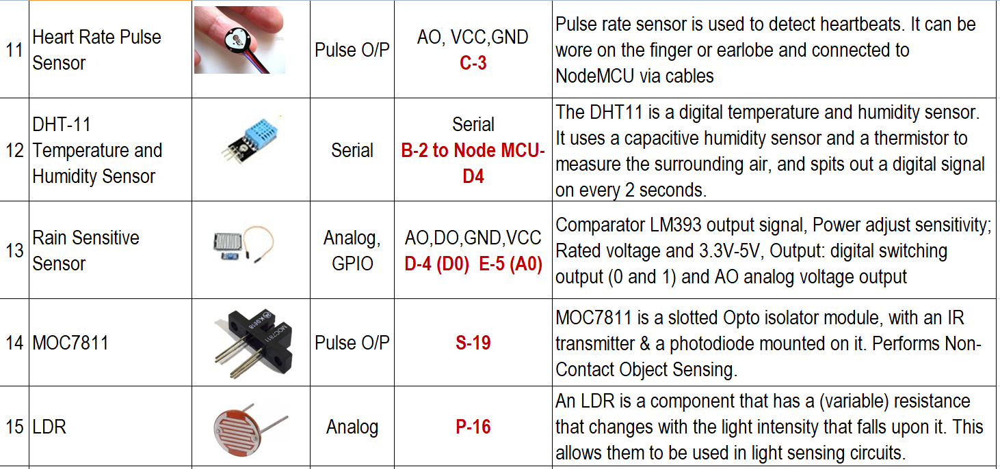 11
Heart Rate Pulse
Sensor
Pulse O/P
AO, VCC,GND
C-3
Pulse rate sensor is used to detect heartbeats. It can be
wore on the finger or earlobe and connected to
NodeMCU via cables
12
DHT-11
Temperature and
Humidity Sensor
Serial
Serial
B-2 to Node MCU-
D4
The DHT11 is a digital temperature and humidity sensor.
It uses a capacitive humidity sensor and a thermistor to
measure the surrounding air, and spits out a digital signal
on every 2 seconds.
13
Rain Sensitive
Sensor
Analog,
GPIO
AO,DO,GND,VCC
D-4 (D0)  E-5 (A0)
Comparator LM393 output signal, Power adjust sensitivity;
Rated voltage and 3.3V-5V, Output: digital switching
output (0 and 1) and AO analog voltage output
14
MOC7811
K9618
MOC7811
Pulse O/P
S-19
MOC7811 is a slotted Opto isolator module, with an IR
transmitter & a photodiode mounted on it. Performs Non-
Contact Object Sensing.
15
LDR
Analog
P-16
An LDR is a component that has a (variable) resistance
that changes with the light intensity that falls upon it. This
allows them to be used in light sensing circuits.